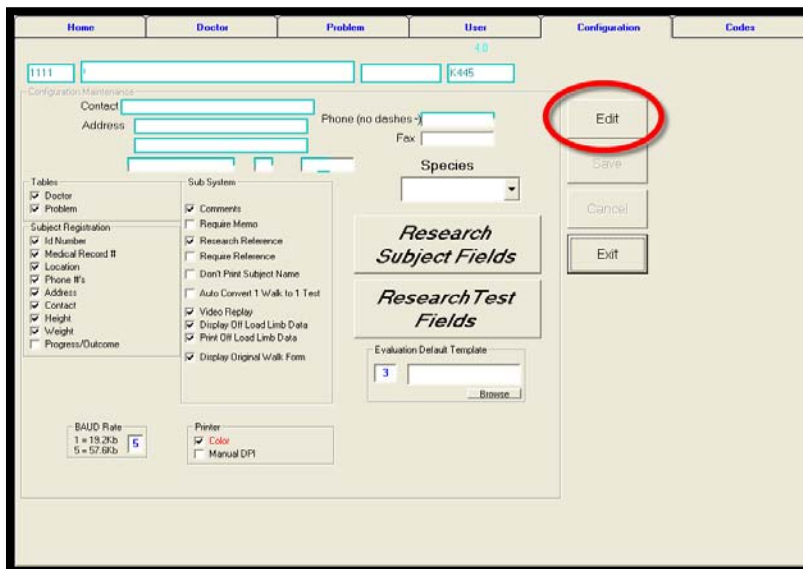 Home Doctor Problem User Configuration Codes
4.0
1111 K445
Configuration Maintenance
Contact
Address
Phone (no dashes -)
Fax
Species
Edit
Save
Cancel
Exit
Tables
Doctor
Problem
Subject Registration
Id Number
Medical Record #
Location
Phone #'s
Address
Contact
Height
Weight
Progress/Outcome
Sub System
Comments
Require Memo
Research Reference
Require Reference
Don't Print Subject Name
Auto Convert 1 Walk to 1 Test
Video Replay
Display Off Load Limb Data
Print Off Load Limb Data
Display Original Walk Form
Research
Subject Fields
Research Test
Fields
Evaluation Default Template
3
Browse
BAUD Rate
1 = 19.2Kb
5 = 57.6Kb
5
Printer
Color
Manual DPI